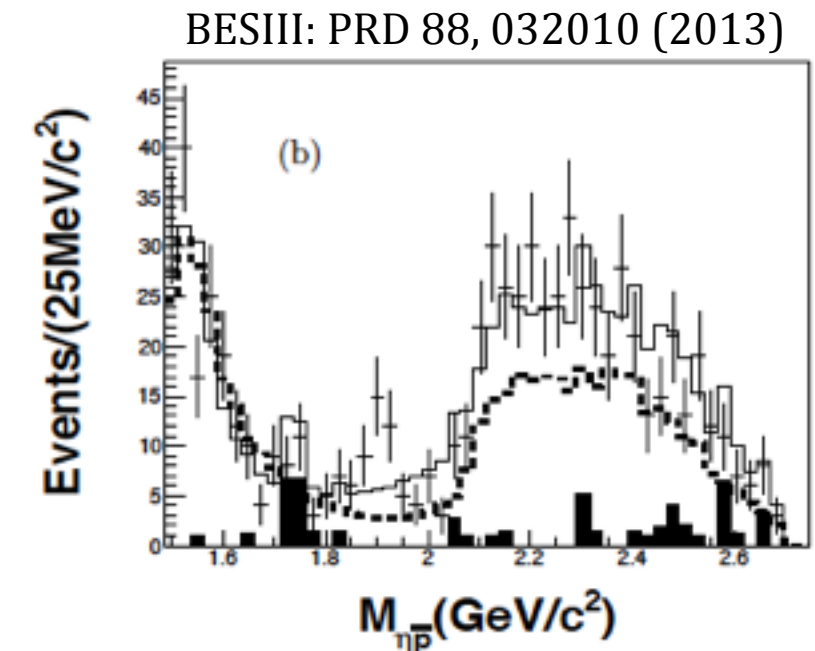 BESIII: PRD 88, 032010 (2013)
(b)
Events/(25MeV/c²)
45
40
35
30
25
20
15
10
5
0
1.6 1.8 2 2.2 2.4 2.6
M_ηp̅(GeV/c²)